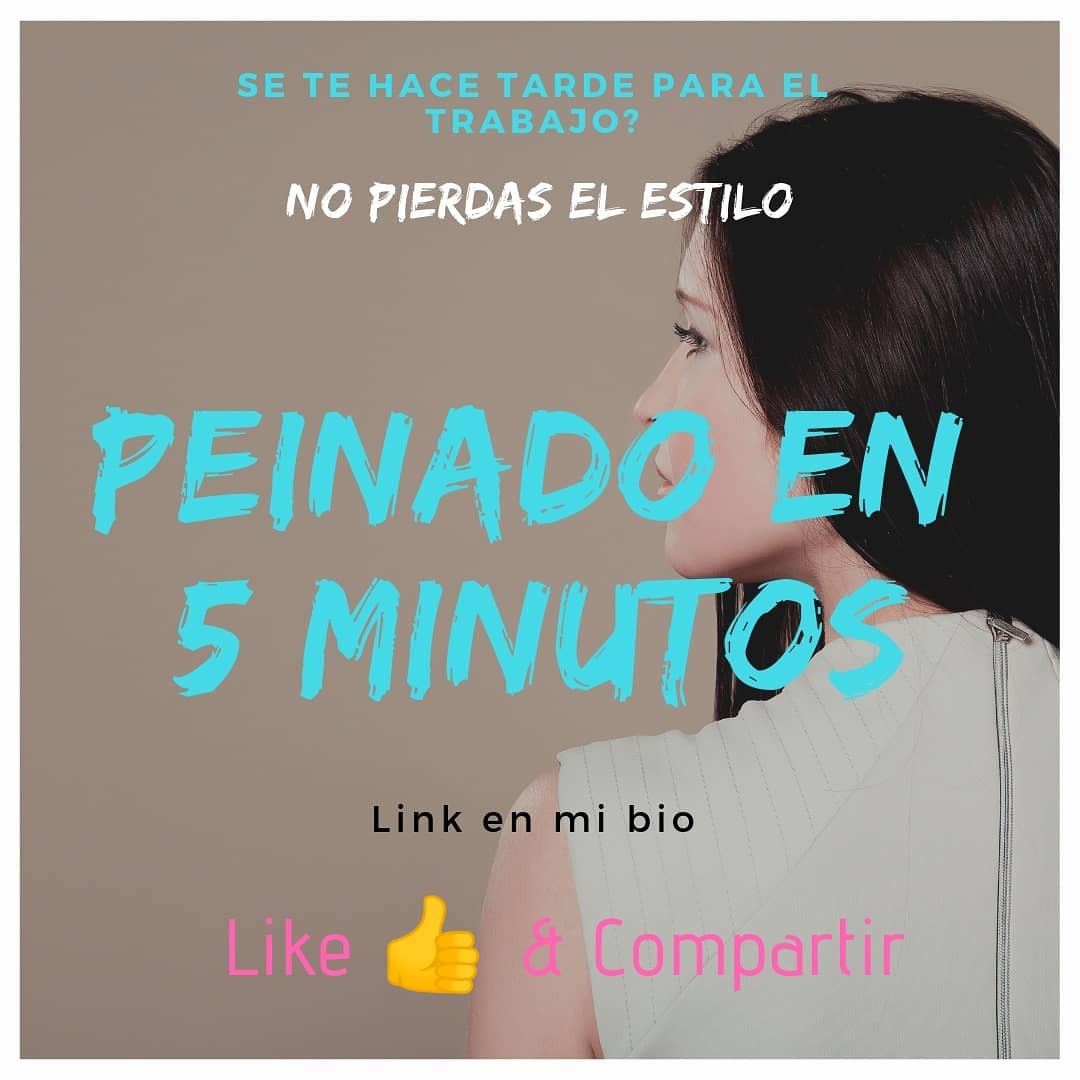 SE TE HACE TARDE PARA EL
TRABAJO?
NO PIERDAS EL ESTILO
PEINADO EN
5 MINUTOS
Link en mi bio
Like 👍 & Compartir